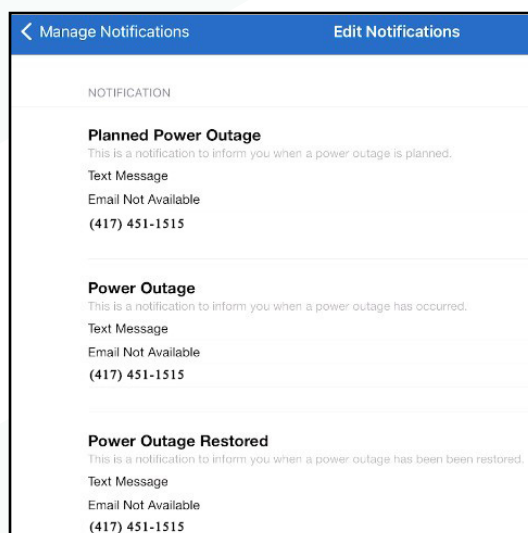 Manage Notifications Edit Notifications
NOTIFICATION
Planned Power Outage
This is a notification to inform you when a power outage is planned.
Text Message
Email Not Available
(417) 451-1515
Power Outage
This is a notification to inform you when a power outage has occurred.
Text Message
Email Not Available
(417) 451-1515
Power Outage Restored
This is a notification to inform you when a power outage has been been restored.
Text Message
Email Not Available
(417) 451-1515